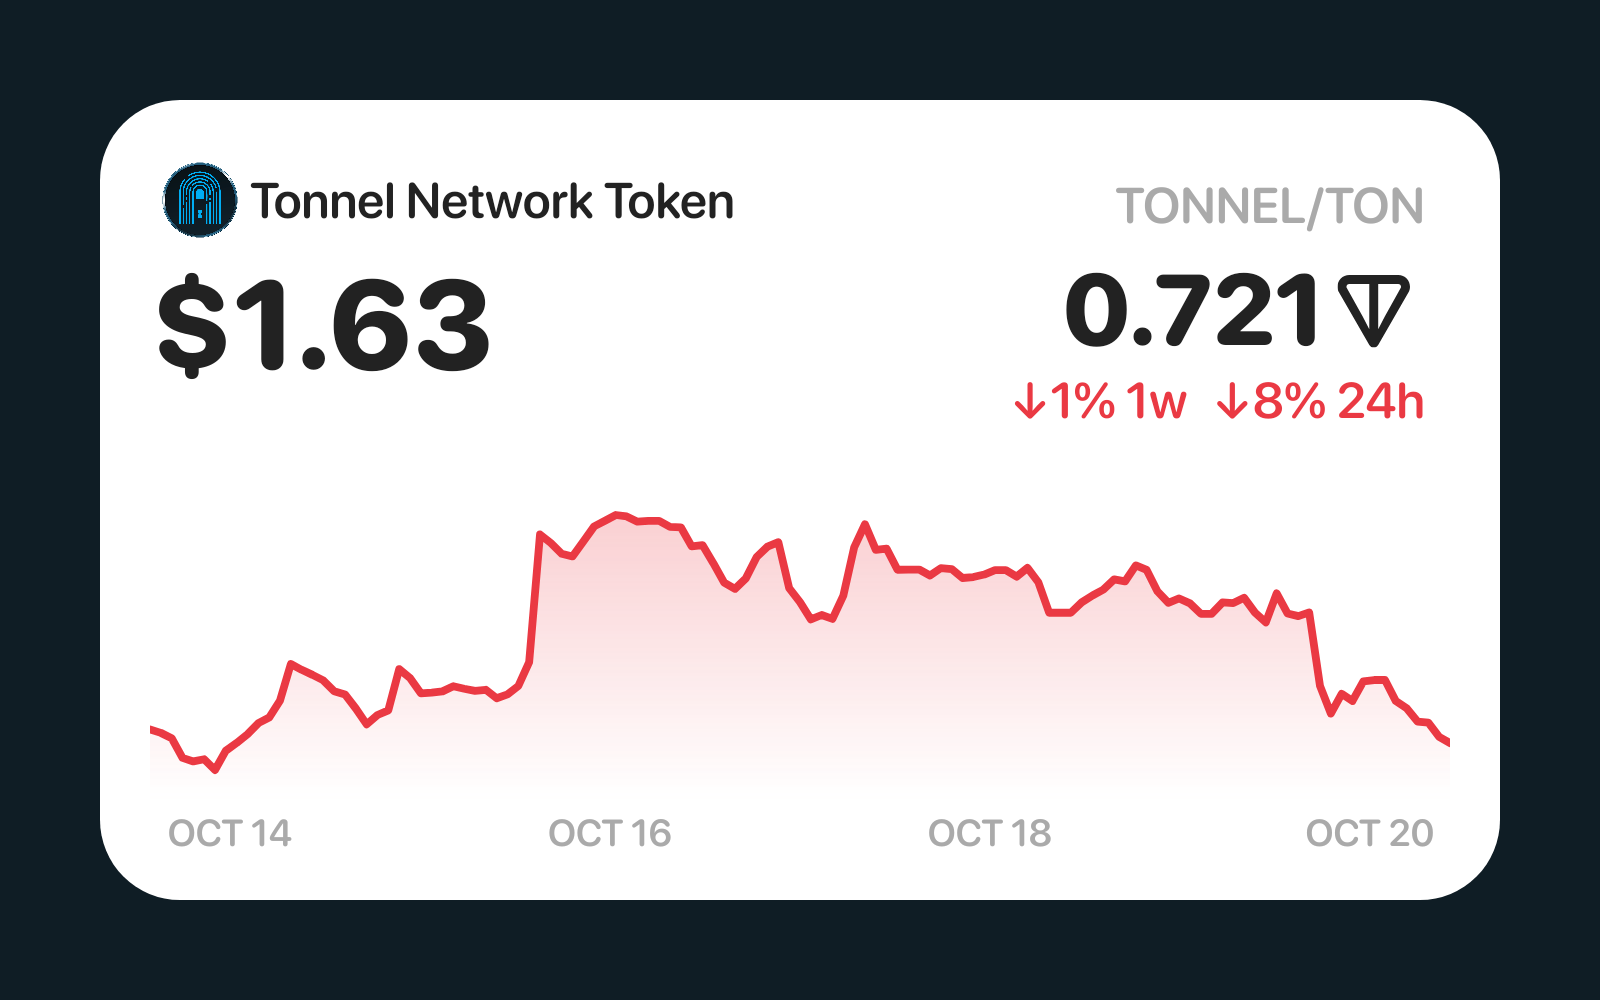 Tonnel Network Token
TONNEL/TON
$1.63
0.721
↓1% 1w ↓8% 24h
OCT 14
OCT 16
OCT 18
OCT 20